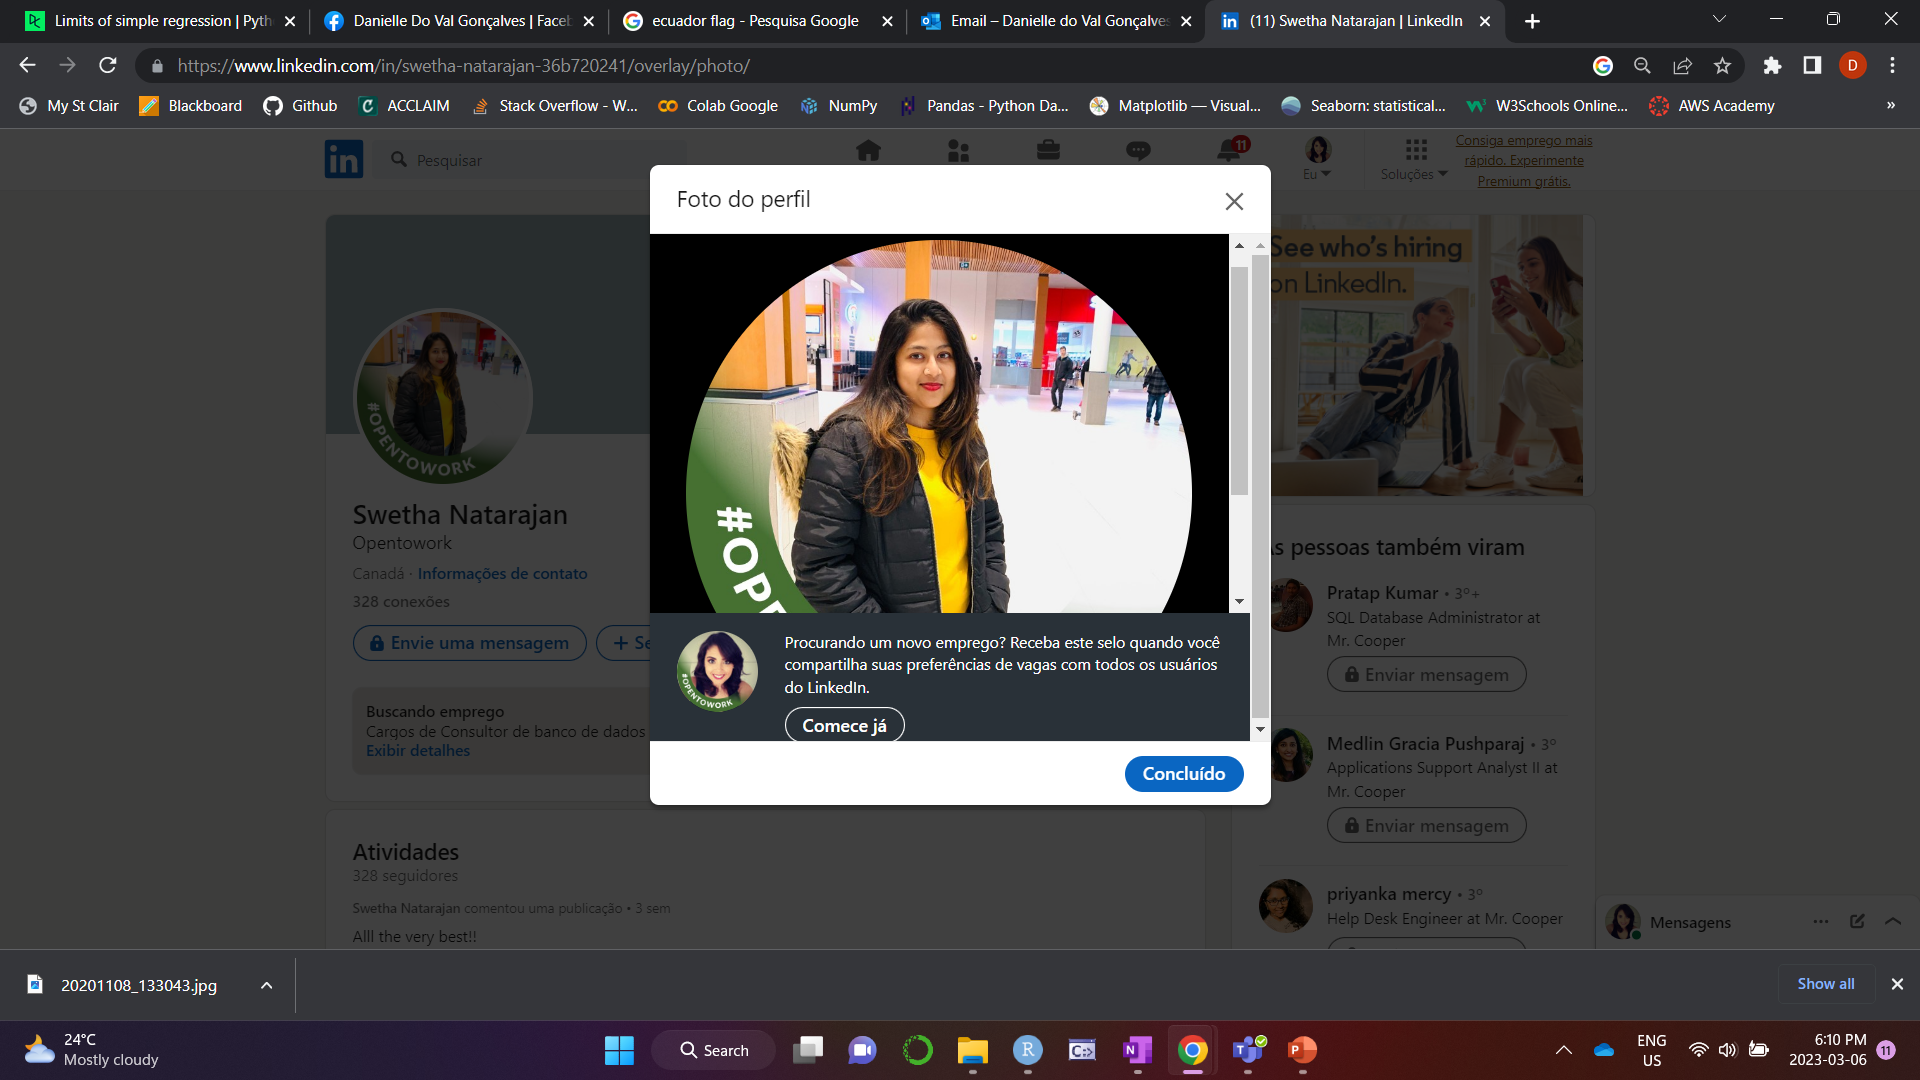 Limits of simple regression | Pyth
Danielle Do Val Gonçalves | Faceb
ecuador flag - Pesquisa Google
Email – Danielle do Val Gonçalves
(11) Swetha Natarajan | LinkedIn
https://www.linkedin.com/in/swetha-natarajan-36b720241/overlay/photo/
D
My St Clair
Blackboard
Github
ACCLAIM
Stack Overflow - W...
Colab Google
NumPy
Pandas - Python Da...
Matplotlib — Visual...
Seaborn: statistical...
W3Schools Online...
AWS Academy
»
in
Pesquisar
11
Eu
Soluções
Consiga emprego mais
rápido. Experimente
Premium grátis.
Foto do perfil
#OPE
Procurando um novo emprego? Receba este selo quando você
compartilha suas preferências de vagas com todos os usuários
do LinkedIn.
#OPENTOWORK
Comece já
Concluído
#OPENTOWORK
Swetha Natarajan
Opentowork
Canadá · Informações de contato
328 conexões
Envie uma mensagem
+ Se
Buscando emprego
Cargos de Consultor de banco de dados
Exibir detalhes
Atividades
328 seguidores
Swetha Natarajan comentou uma publicação • 3 sem
Alll the very best!!
See who's hiring
on LinkedIn.
As pessoas também viram
Pratap Kumar • 3º+
SQL Database Administrator at
Mr. Cooper
Enviar mensagem
Medlin Gracia Pushparaj • 3º
Applications Support Analyst II at
Mr. Cooper
Enviar mensagem
priyanka mercy • 3º
Help Desk Engineer at Mr. Cooper
Mensagens
20201108_133043.jpg
Show all
24°C
Mostly cloudy
Search
ENG
US
6:10 PM
2023-03-06
11